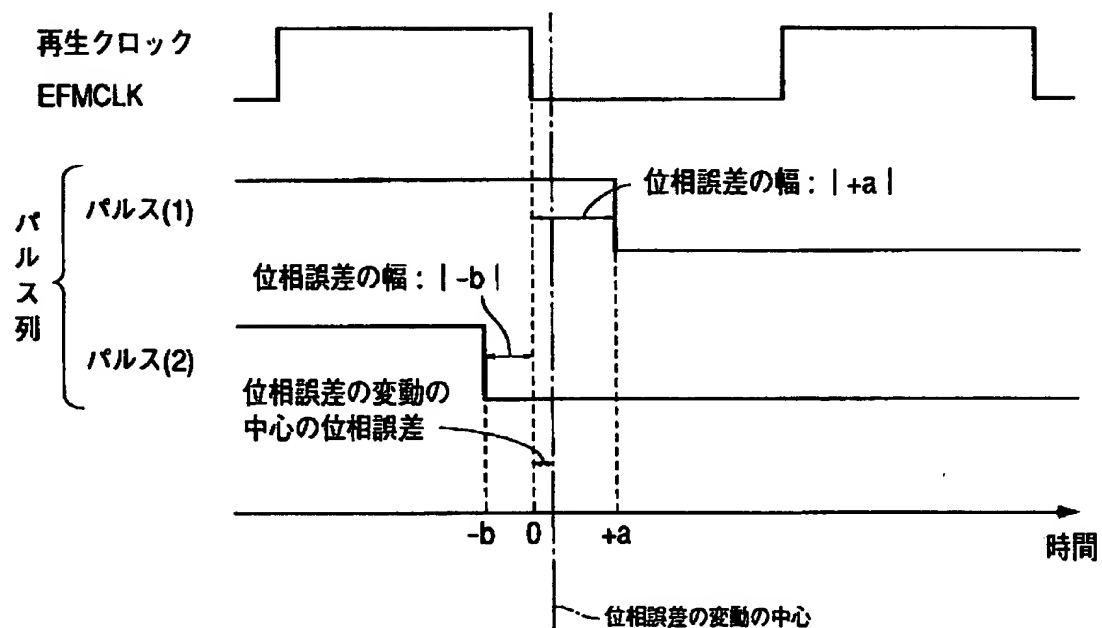 再生クロック
EFMCLK
パルス列
パルス(1)
位相誤差の幅：｜+a｜
位相誤差の幅：｜-b｜
パルス(2)
位相誤差の変動の
中心の位相誤差
-b
0
+a
時間
位相誤差の変動の中心